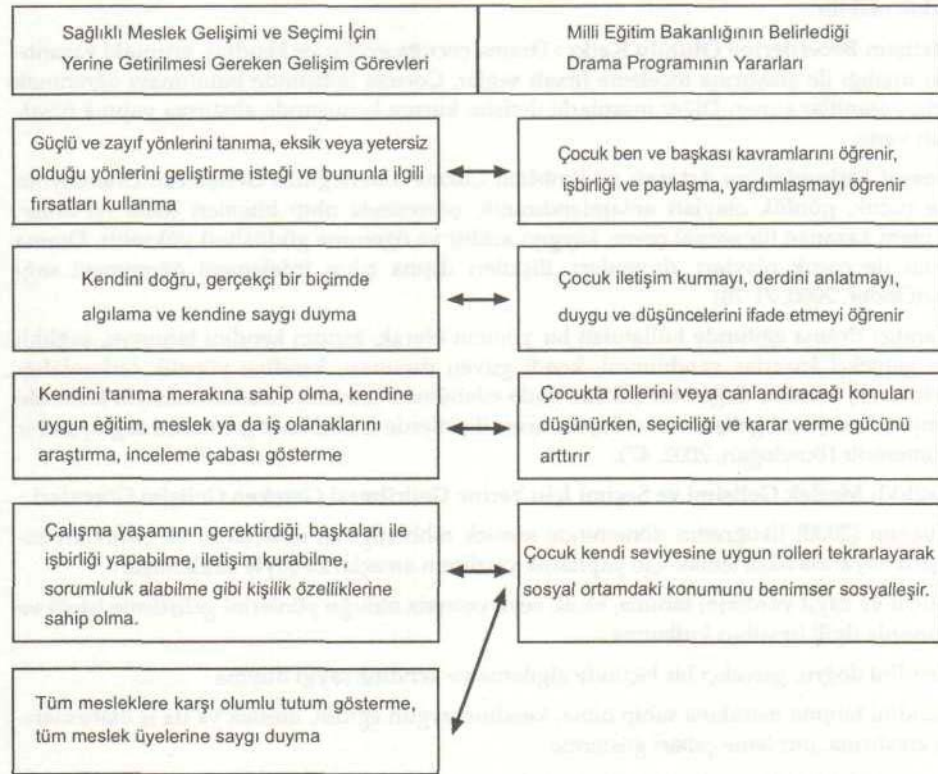 Sağlıklı Meslek Gelişimi ve Seçimi İçin
Yerine Getirilmesi Gereken Gelişim Görevleri
Milli Eğitim Bakanlığının Belirlediği
Drama Programının Yararları
Güçlü ve zayıf yönlerini tanıma, eksik veya yetersiz
olduğu yönlerini geliştirme isteği ve bununla ilgili
fırsatları kullanma
Çocuk ben ve başkası kavramlarını öğrenir,
işbirliği ve paylaşma, yardımlaşmayı öğrenir
Kendini doğru, gerçekçi bir biçimde
algılama ve kendine saygı duyma
Çocuk iletişim kurmayı, derdini anlatmayı,
duygu ve düşüncelerini ifade etmeyi öğrenir
Kendini tanıma merakına sahip olma, kendine
uygun eğitim, meslek ya da iş olanaklarını
araştırma, inceleme çabası gösterme
Çocukta rollerini veya canlandıracağı konuları
düşünürken, seçiciliği ve karar verme gücünü
arttırır
Çalışma yaşamının gerektirdiği, başkaları ile
işbirliği yapabilme, iletişim kurabilme,
sorumluluk alabilme gibi kişilik özelliklerine
sahip olma.
Çocuk kendi seviyesine uygun rolleri tekrarlayarak
sosyal ortamdaki konumunu benimser sosyalleşir.
Tüm mesleklere karşı olumlu tutum gösterme,
tüm meslek üyelerine saygı duyma